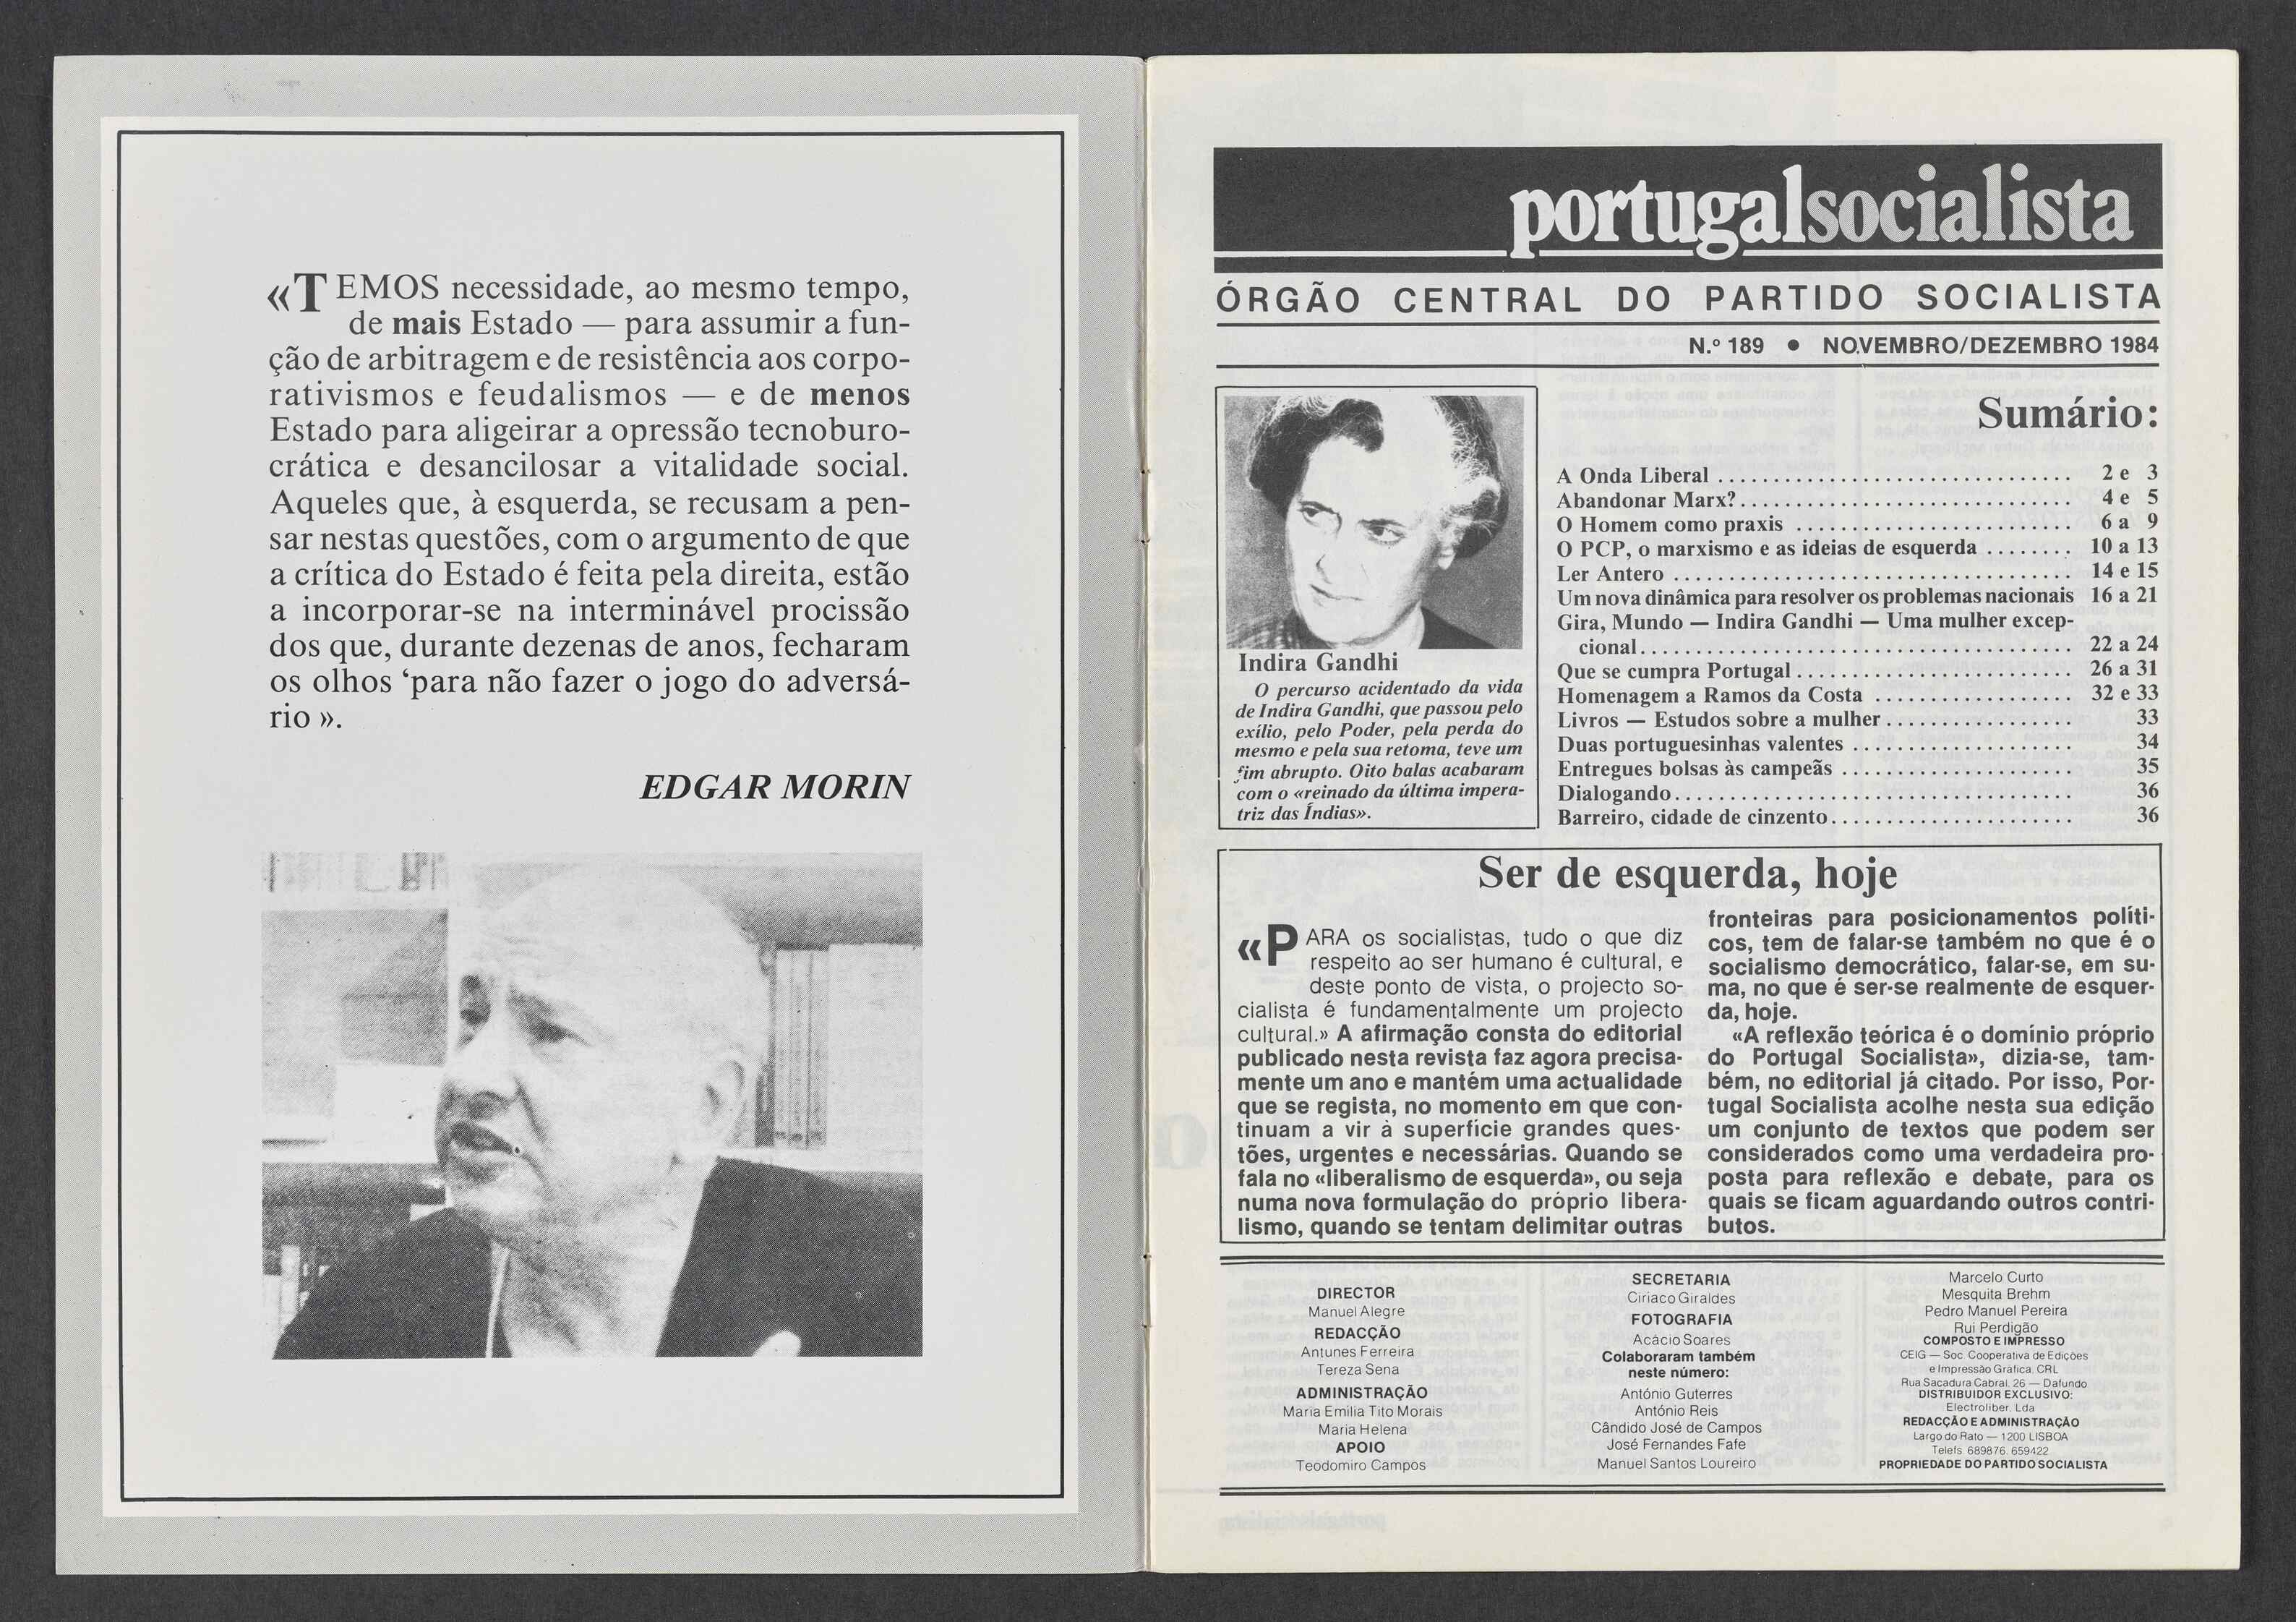 «TEMOS necessidade, ao mesmo tempo,
de mais Estado — para assumir a fun-
ção de arbitragem e de resistência aos corpo-
rativismos e feudalismos — e de menos
Estado para aligeirar a opressão tecnoburo-
crática e desancilosar a vitalidade social.
Aqueles que, à esquerda, se recusam a pen-
sar nestas questões, com o argumento de que
a crítica do Estado é feita pela direita, estão
a incorporar-se na interminável procissão
dos que, durante dezenas de anos, fecharam
os olhos ‘para não fazer o jogo do adversá-
rio ».
EDGAR MORIN
portugalsocialista
ÓRGÃO CENTRAL DO PARTIDO SOCIALISTA
N.º 189 • NOVEMBRO/DEZEMBRO 1984
Indira Gandhi
O percurso acidentado da vida
de Indira Gandhi, que passou pelo
exílio, pelo Poder, pela perda do
mesmo e pela sua retoma, teve um
fim abrupto. Oito balas acabaram
com o «reinado da última impera-
triz das Índias».
Sumário:
A Onda Liberal ................................ 2 e 3
Abandonar Marx?.............................. 4 e 5
O Homem como praxis ......................... 6 a 9
O PCP, o marxismo e as ideias de esquerda ........ 10 a 13
Ler Antero .................................... 14 e 15
Um nova dinâmica para resolver os problemas nacionais 16 a 21
Gira, Mundo — Indira Gandhi — Uma mulher excep-
cional....................................... 22 a 24
Que se cumpra Portugal ......................... 26 a 31
Homenagem a Ramos da Costa .................. 32 e 33
Livros — Estudos sobre a mulher ................. 33
Duas portuguesinhas valentes .................... 34
Entregues bolsas às campeãs ..................... 35
Dialogando.................................... 36
Barreiro, cidade de cinzento...................... 36
Ser de esquerda, hoje
«PARA os socialistas, tudo o que diz
respeito ao ser humano é cultural, e
deste ponto de vista, o projecto so-
cialista é fundamentalmente um projecto
cultural.» A afirmação consta do editorial
publicado nesta revista faz agora precisa-
mente um ano e mantém uma actualidade
que se regista, no momento em que con-
tinuam a vir à superfície grandes ques-
tões, urgentes e necessárias. Quando se
fala no «liberalismo de esquerda», ou seja
numa nova formulação do próprio libera-
lismo, quando se tentam delimitar outras
fronteiras para posicionamentos políti-
cos, tem de falar-se também no que é o
socialismo democrático, falar-se, em su-
ma, no que é ser-se realmente de esquer-
da, hoje.
«A reflexão teórica é o domínio próprio
do Portugal Socialista», dizia-se, tam-
bém, no editorial já citado. Por isso, Por-
tugal Socialista acolhe nesta sua edição
um conjunto de textos que podem ser
considerados como uma verdadeira pro-
posta para reflexão e debate, para os
quais se ficam aguardando outros contri-
butos.
DIRECTOR
Manuel Alegre
REDACÇÃO
Antunes Ferreira
Tereza Sena
ADMINISTRAÇÃO
Maria Emília Tito Morais
Maria Helena
APOIO
Teodomiro Campos
SECRETARIA
Ciriaco Giraldes
FOTOGRAFIA
Acácio Soares
Colaboraram também
neste número:
António Guterres
António Reis
Cândido José de Campos
José Fernandes Fafe
Manuel Santos Loureiro
Marcelo Curto
Mesquita Brehm
Pedro Manuel Pereira
Rui Perdigão
COMPOSTO E IMPRESSO
CEIG — Soc. Cooperativa de Edições
e Impressão Gráfica, CRL
Rua Sacadura Cabral, 26 — Dafundo
DISTRIBUIDOR EXCLUSIVO:
Electroliber, Lda
REDACÇÃO E ADMINISTRAÇÃO
Largo do Rato — 1200 LISBOA
Telefs. 689876, 659422
PROPRIEDADE DO PARTIDO SOCIALISTA